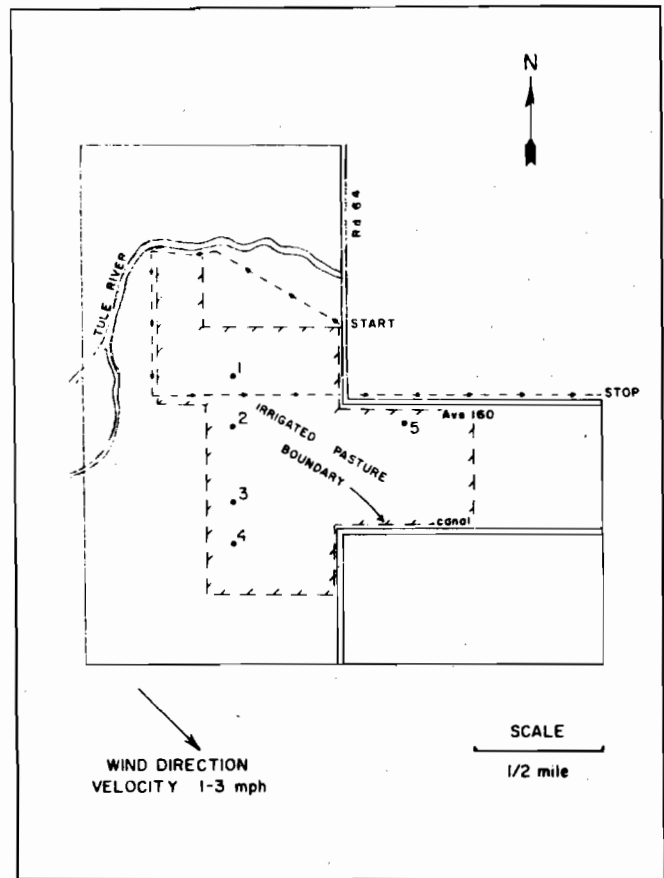 N
Rd 64
TULE RIVER
START
1
STOP
Ave 160
2
5
IRRIGATED PASTURE
BOUNDARY
3
canal
4
SCALE
1/2 mile
WIND DIRECTION
VELOCITY 1-3 mph